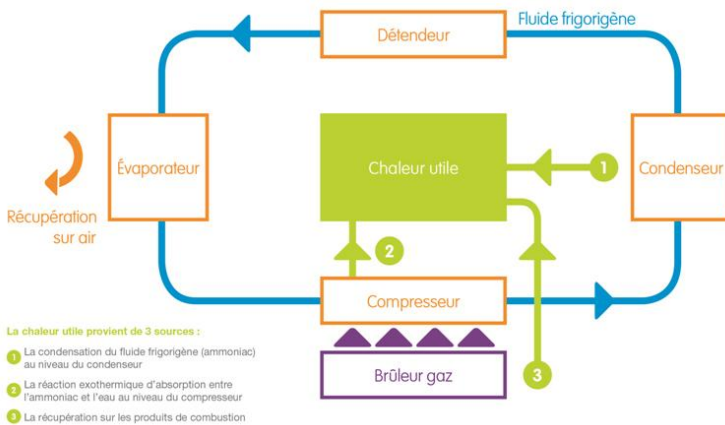 Fluide frigorigène
Détendeur
Évaporateur
Chaleur utile
1
Condenseur
Récupération
sur air
2
Compresseur
Brûleur gaz
3
La chaleur utile provient de 3 sources :
1 La condensation du fluide frigorigène (ammoniac)
au niveau du condenseur
2 La réaction exothermique d'absorption entre
l'ammoniac et l'eau au niveau du compresseur
3 La récupération sur les produits de combustion